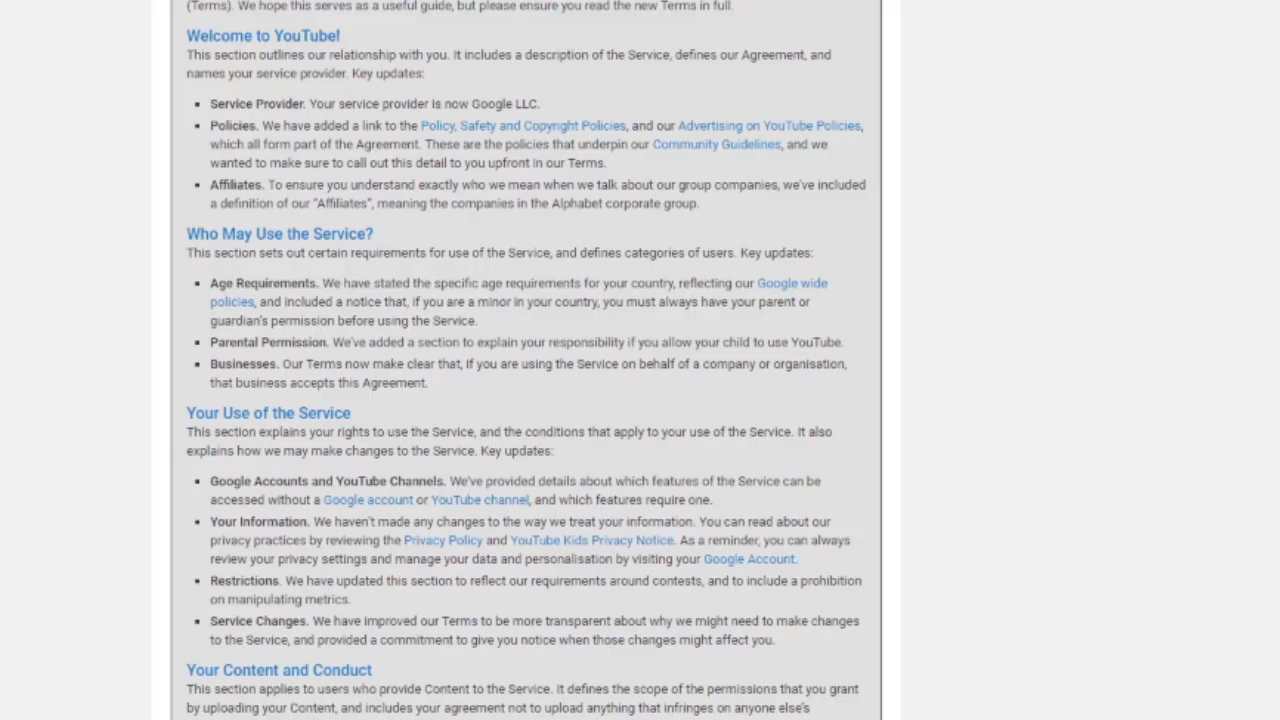 (Terms). We hope this serves as a useful guide, but please ensure you read the new Terms in full.
Welcome to YouTube!
This section outlines our relationship with you. It includes a description of the Service, defines our Agreement, and
names your service provider. Key updates:
▪ Service Provider. Your service provider is now Google LLC.
▪ Policies. We have added a link to the Policy, Safety and Copyright Policies, and our Advertising on YouTube Policies,
which all form part of the Agreement. These are the policies that underpin our Community Guidelines, and we
wanted to make sure to call out this detail to you upfront in our Terms.
▪ Affiliates. To ensure you understand exactly who we mean when we talk about our group companies, we've included
a definition of our “Affiliates”, meaning the companies in the Alphabet corporate group.
Who May Use the Service?
This section sets out certain requirements for use of the Service, and defines categories of users. Key updates:
▪ Age Requirements. We have stated the specific age requirements for your country, reflecting our Google wide
policies, and included a notice that, if you are a minor in your country, you must always have your parent or
guardian's permission before using the Service.
▪ Parental Permission. We've added a section to explain your responsibility if you allow your child to use YouTube.
▪ Businesses. Our Terms now make clear that, if you are using the Service on behalf of a company or organisation,
that business accepts this Agreement.
Your Use of the Service
This section explains your rights to use the Service, and the conditions that apply to your use of the Service. It also
explains how we may make changes to the Service. Key updates:
▪ Google Accounts and YouTube Channels. We've provided details about which features of the Service can be
accessed without a Google account or YouTube channel, and which features require one.
▪ Your Information. We haven't made any changes to the way we treat your information. You can read about our
privacy practices by reviewing the Privacy Policy and YouTube Kids Privacy Notice. As a reminder, you can always
review your privacy settings and manage your data and personalisation by visiting your Google Account.
▪ Restrictions. We have updated this section to reflect our requirements around contests, and to include a prohibition
on manipulating metrics.
▪ Service Changes. We have improved our Terms to be more transparent about why we might need to make changes
to the Service, and provided a commitment to give you notice when those changes might affect you.
Your Content and Conduct
This section applies to users who provide Content to the Service. It defines the scope of the permissions that you grant
by uploading your Content, and includes your agreement not to upload anything that infringes on anyone else's